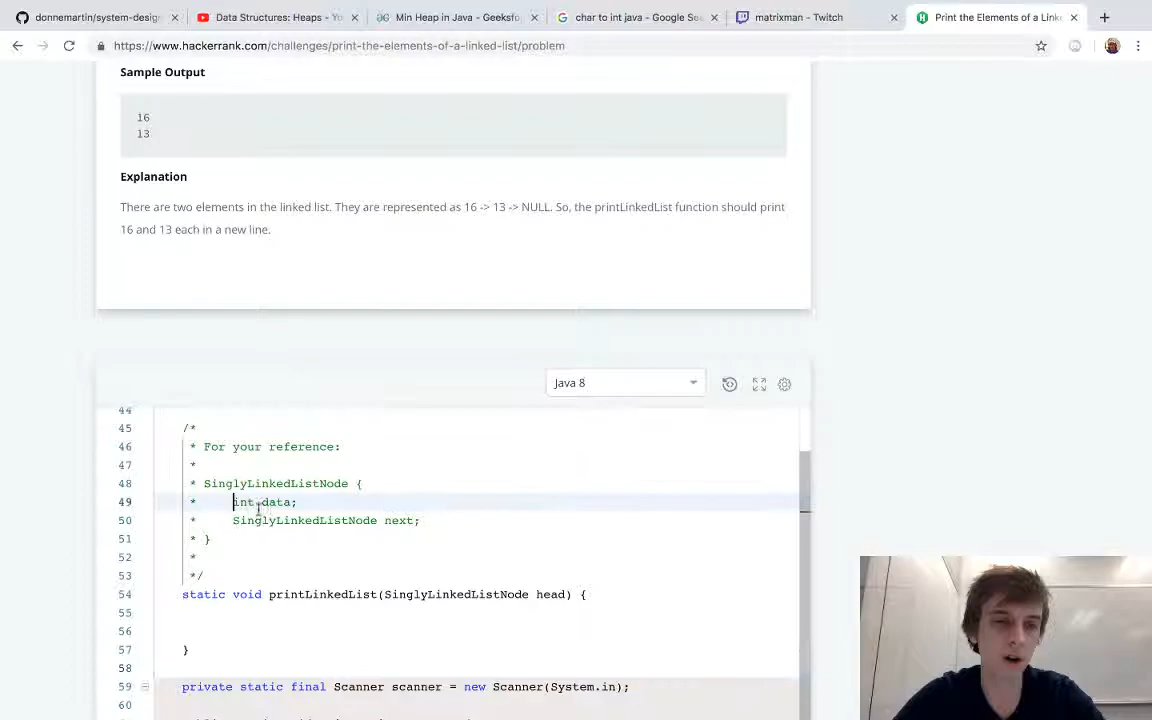 donnemartin/system-desig
Data Structures: Heaps - Yo
Min Heap in Java - Geeksfo
char to int java - Google Sea
matrixman - Twitch
Print the Elements of a Link
https://www.hackerrank.com/challenges/print-the-elements-of-a-linked-list/problem
Sample Output
16
13
Explanation
There are two elements in the linked list. They are represented as 16 -> 13 -> NULL. So, the printLinkedList function should print
16 and 13 each in a new line.
Java 8
44
45 /*
46 * For your reference:
47 *
48 * SinglyLinkedListNode {
49 * int data;
50 * SinglyLinkedListNode next;
51 * }
52 *
53 */
54 static void printLinkedList(SinglyLinkedListNode head) {
55
56
57 }
58
59 private static final Scanner scanner = new Scanner(System.in);
60